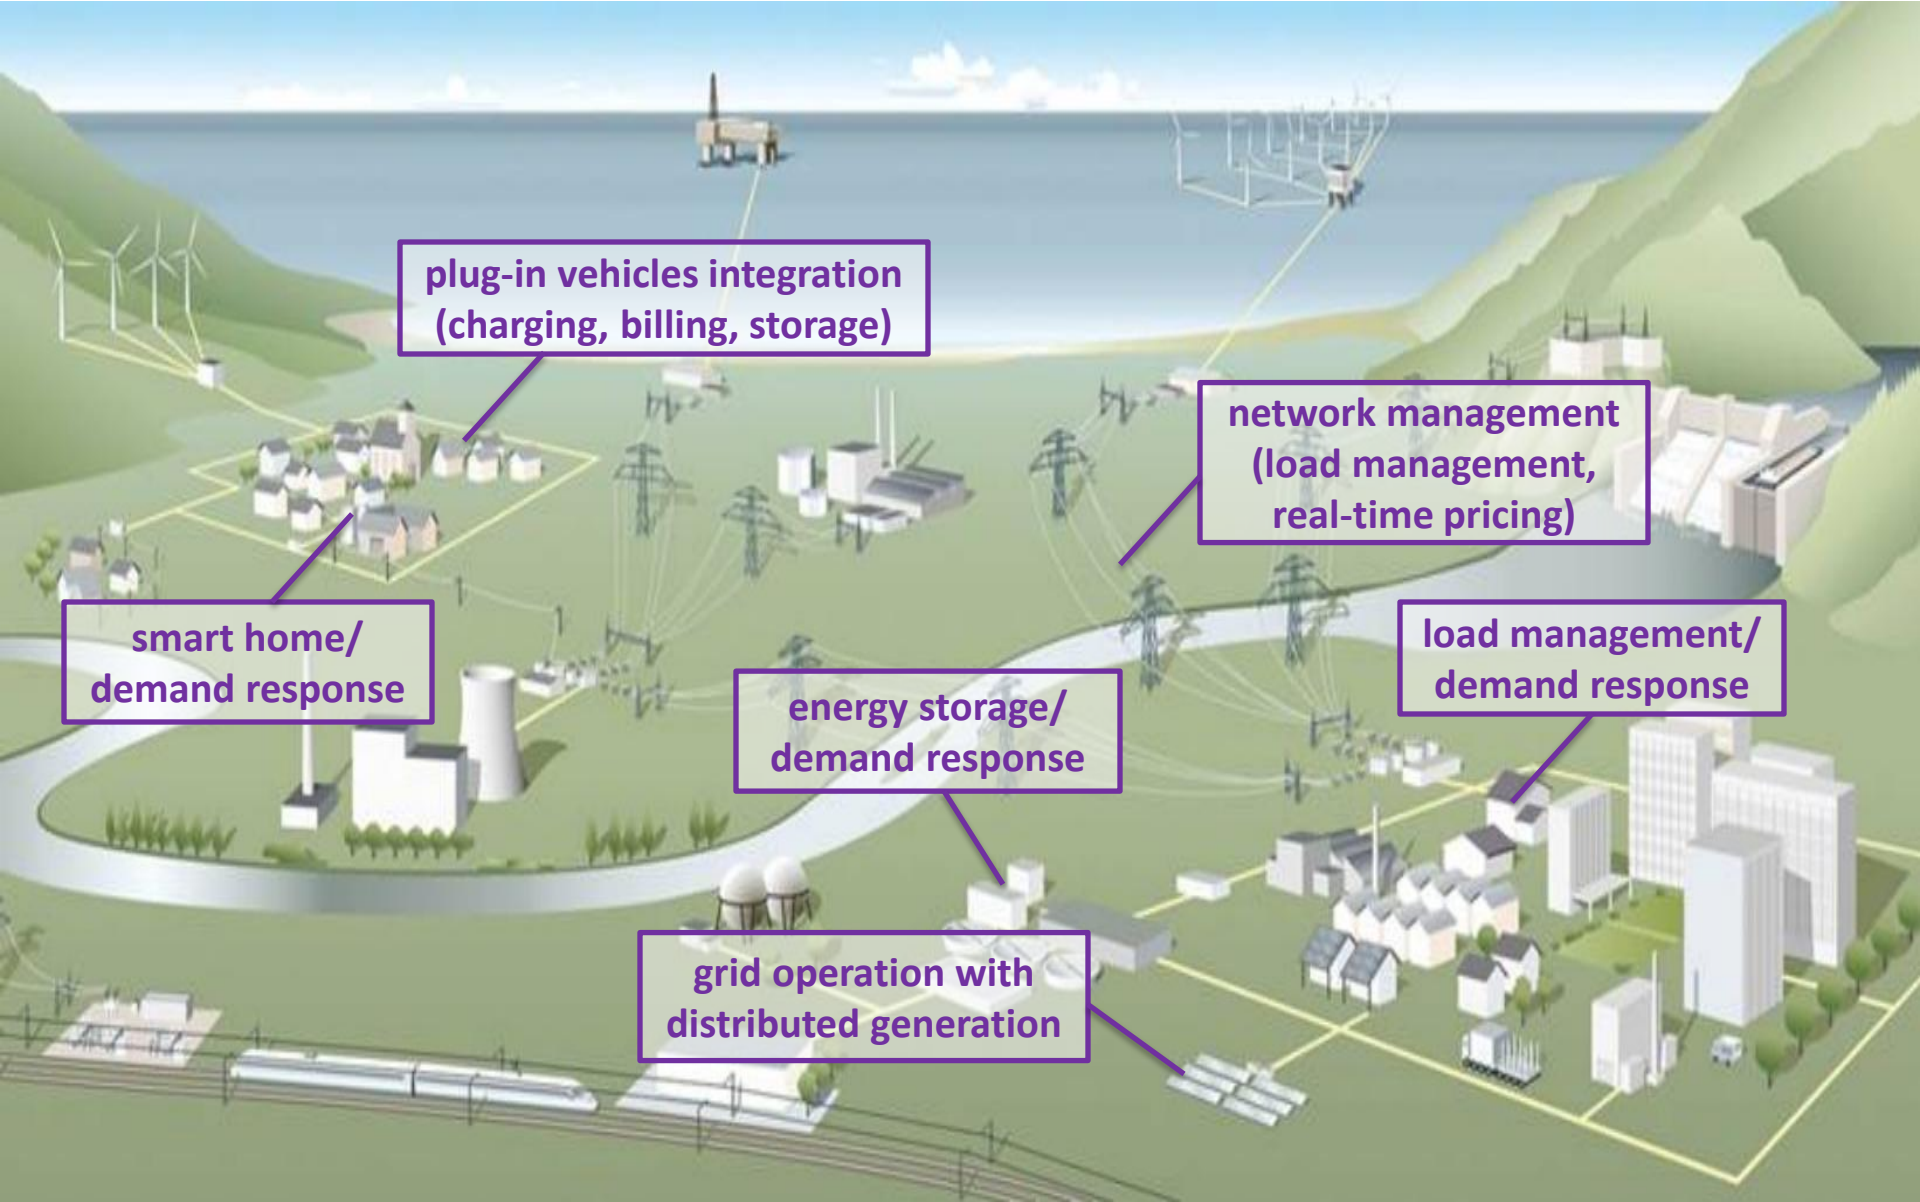 plug-in vehicles integration
(charging, billing, storage)
network management
(load management,
real-time pricing)
smart home/
demand response
load management/
demand response
energy storage/
demand response
grid operation with
distributed generation